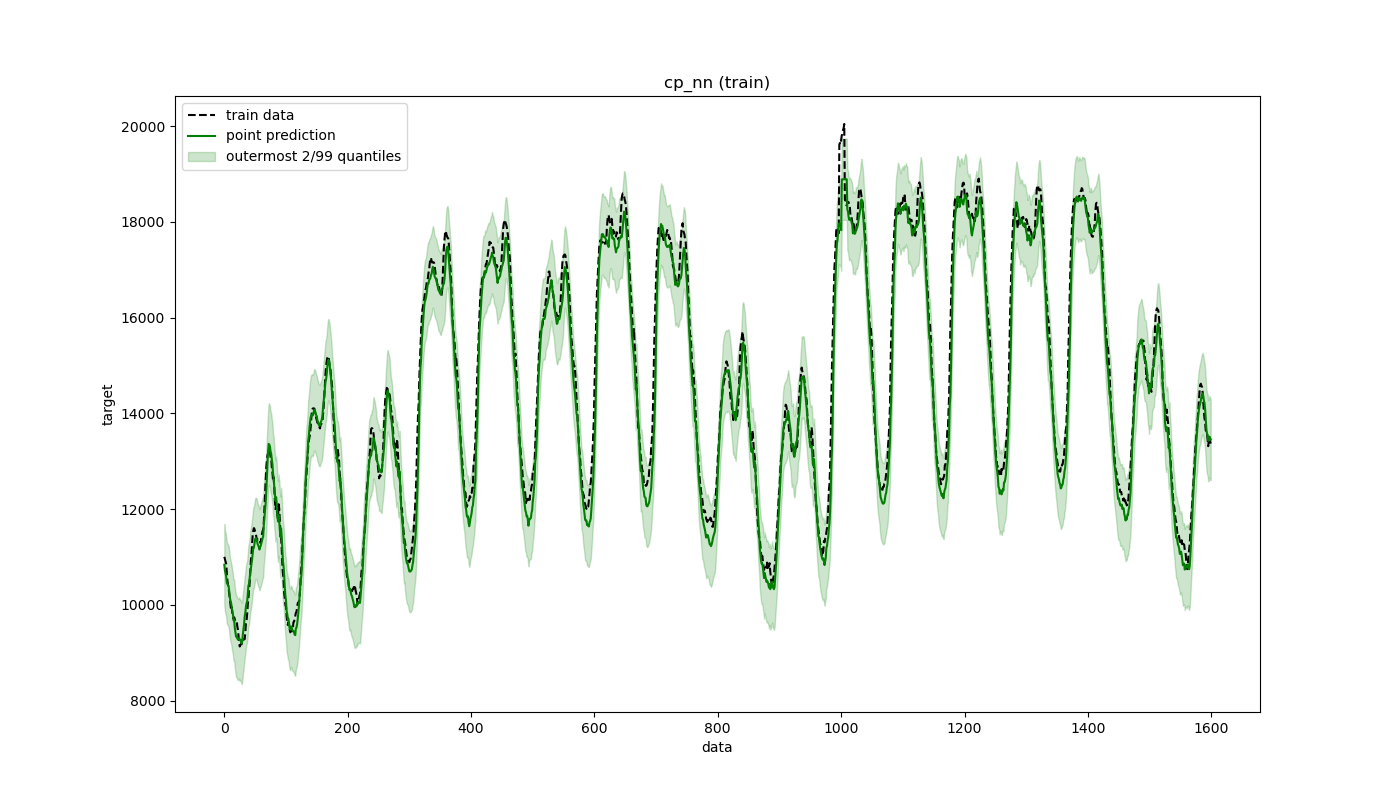 cp_nn (train)
train data
point prediction
outermost 2/99 quantiles
20000
18000
16000
14000
12000
10000
8000
target
0 200 400 600 800 1000 1200 1400 1600
data